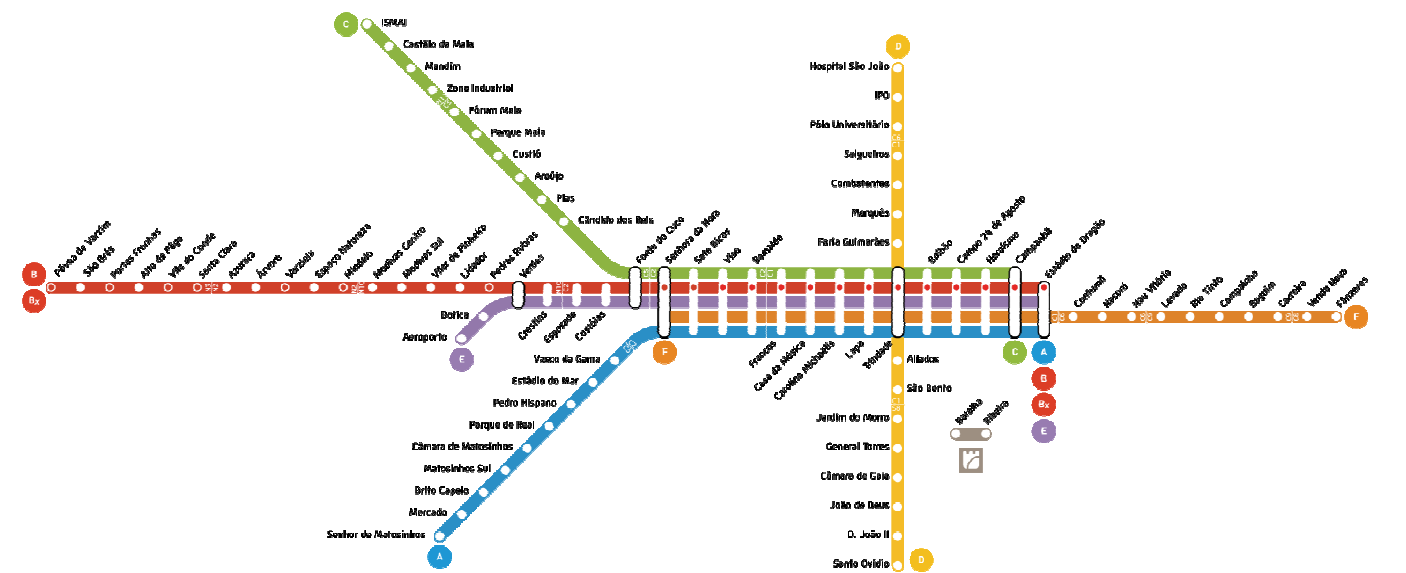 C
ISMAI
Castêlo da Maia
Mandim
Zona Industrial
Fórum Maia
Parque Maia
Custió
Araújo
Pias
Cândido dos Reis
D
Hospital São João
IPO
Pólo Universitário
Salgueiros
Combatentes
Marquês
Faria Guimarães
B
Bx
Póvoa de Varzim
São Brás
Portas Fronhas
Alto de Pêga
Vila do Conde
Santa Clara
Azurara
Árvore
Varziela
Espaço Natureza
Mindelo
Modivas Centro
Modivas Sul
Vilar do Pinheiro
Lidador
Pedras Rubras
Verdes
Crestins
Esposade
Custóias
Fonte do Cuco
Senhora da Hora
Sete Bicas
Viso
Ramalde
Francos
Casa da Música
Carolina Michaëlis
Lapa
Trindade
Bolhão
Campo 24 de Agosto
Heroísmo
Campanhã
Estádio do Dragão
Contumil
Nasoni
Nau Vitória
Levada
Rio Tinto
Campainha
Baguim
Carreira
Venda Nova
Fânzeres
F
Botica
Aeroporto
E
Vasco da Gama
Estádio do Mar
Pedro Hispano
Parque de Real
Câmara de Matosinhos
Matosinhos Sul
Brito Capelo
Mercado
Senhor de Matosinhos
A
F
C
A
B
Bx
E
Aliados
São Bento
Jardim do Morro
General Torres
Câmara de Gaia
João de Deus
D. João II
Santo Ovídio
D
Batalha
Ribeira